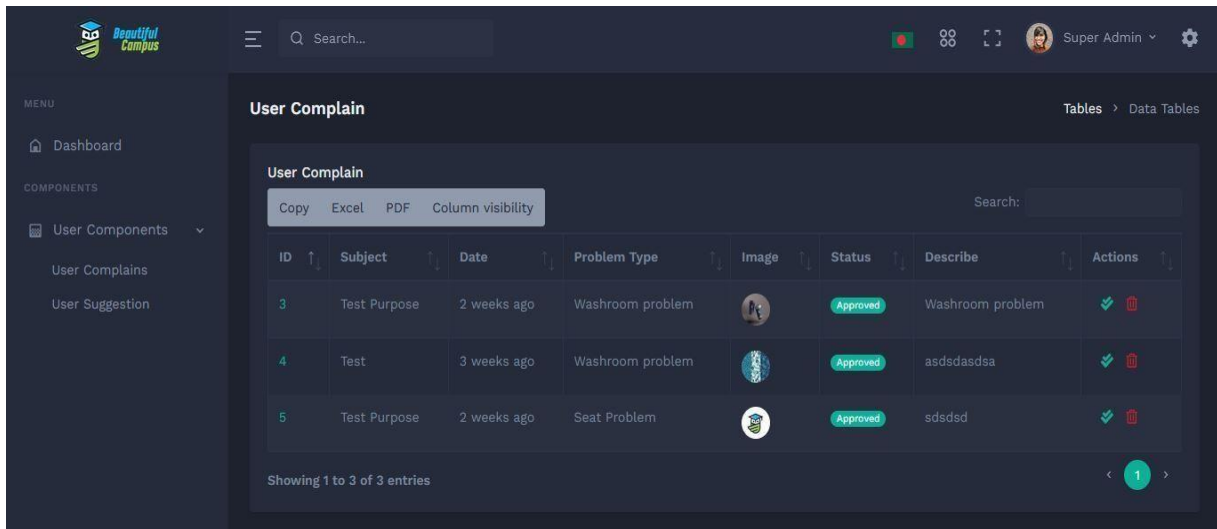 Beautiful
Campus
Search...
Super Admin
MENU
Dashboard
COMPONENTS
User Components
User Complains
User Suggestion
User Complain
Tables > Data Tables
User Complain
Copy Excel PDF Column visibility
Search:
ID Subject Date Problem Type Image Status Describe Actions
3 Test Purpose 2 weeks ago Washroom problem Approved Washroom problem
4 Test 3 weeks ago Washroom problem Approved asdsdasdsa
5 Test Purpose 2 weeks ago Seat Problem Approved sdsdsd
Showing 1 to 3 of 3 entries
‹ 1 ›